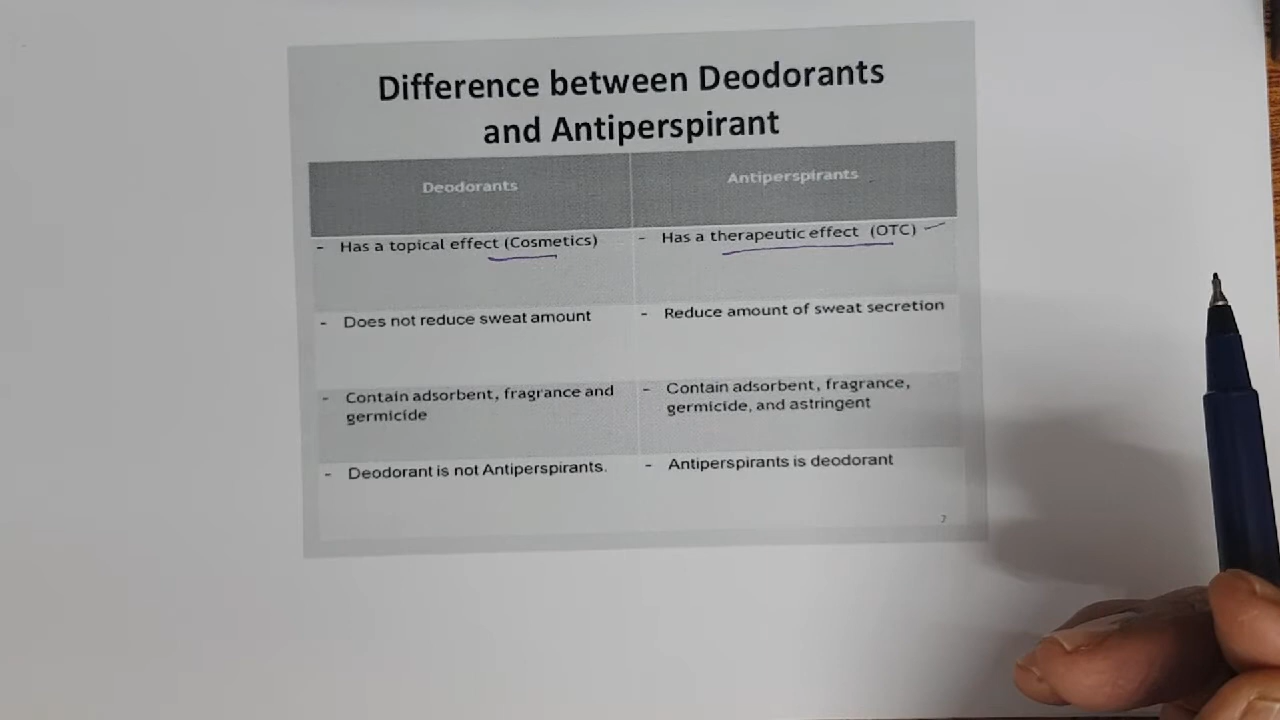 Difference between Deodorants
and Antiperspirant
Deodorants
Antiperspirants
- Has a topical effect (Cosmetics)
- Has a therapeutic effect (OTC)
- Does not reduce sweat amount
- Reduce amount of sweat secretion
- Contain adsorbent, fragrance and
germicide
- Contain adsorbent, fragrance,
germicide, and astringent
- Deodorant is not Antiperspirants.
- Antiperspirants is deodorant
7